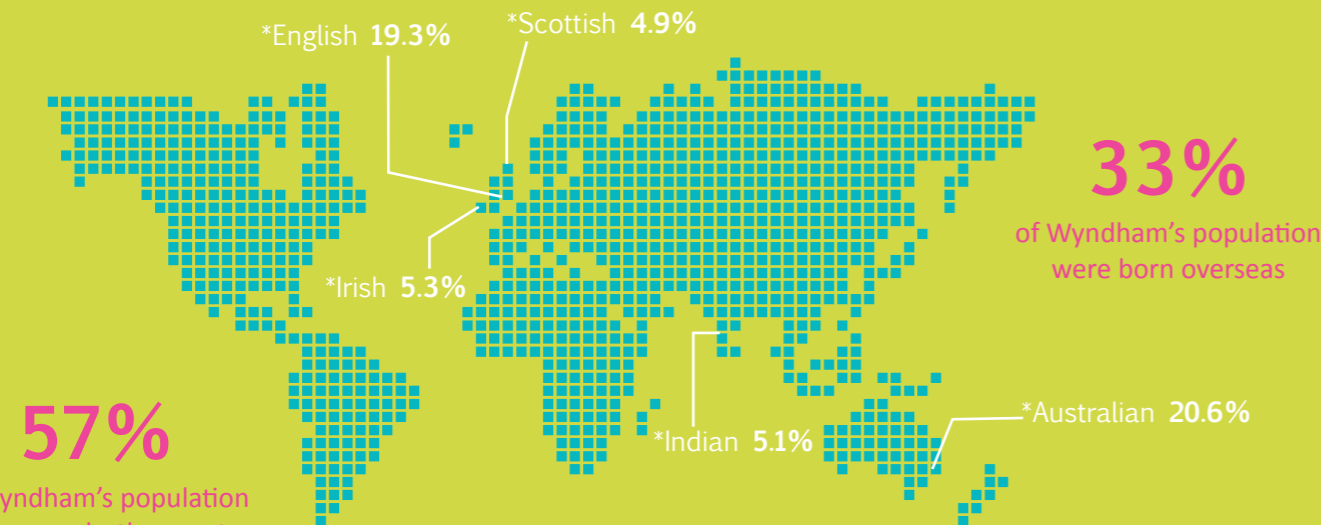 *English 19.3%
*Scottish 4.9%
33%
of Wyndham’s population
were born overseas
*Irish 5.3%
*Indian 5.1%
*Australian 20.6%
57%
yndham’s population